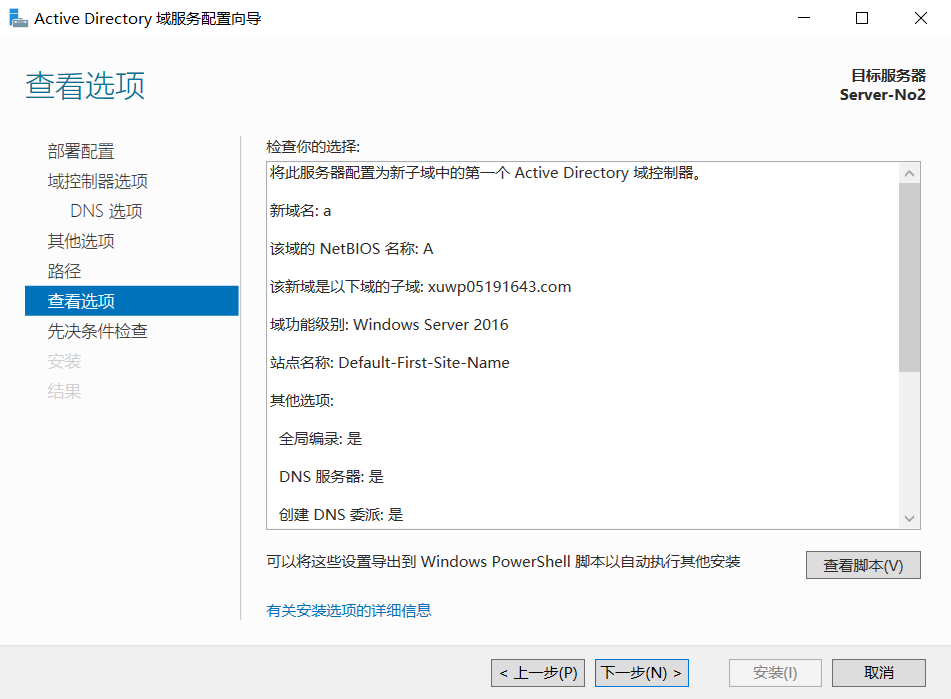 Active Directory 域服务配置向导
查看选项
目标服务器
Server-No2
部署配置
域控制器选项
DNS 选项
其他选项
路径
查看选项
先决条件检查
安装
结果
检查你的选择:
将此服务器配置为新子域中的第一个 Active Directory 域控制器。
新域名: a
该域的 NetBIOS 名称: A
该新域是以下域的子域: xuwp05191643.com
域功能级别: Windows Server 2016
站点名称: Default-First-Site-Name
其他选项:
全局编录: 是
DNS 服务器: 是
创建 DNS 委派: 是
可以将这些设置导出到 Windows PowerShell 脚本以自动执行其他安装
查看脚本(V)
有关安装选项的详细信息
< 上一步(P)
下一步(N) >
安装(I)
取消